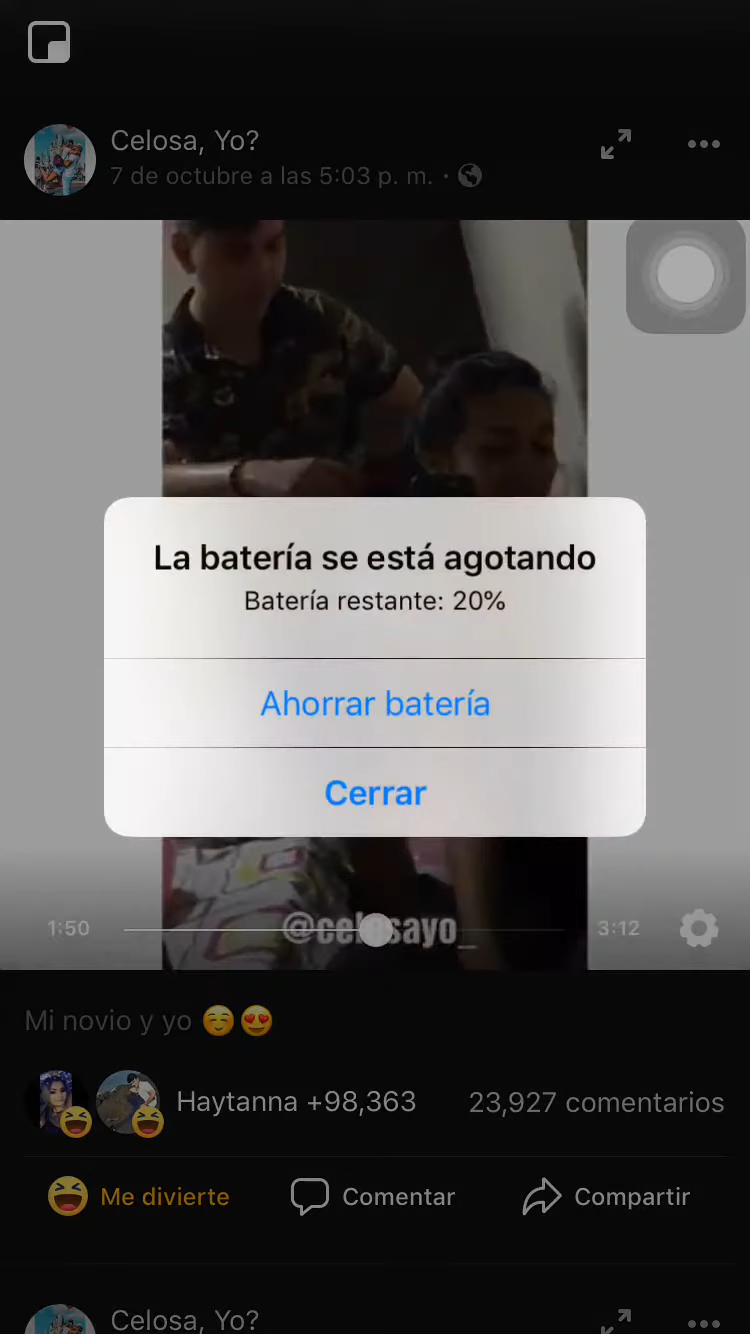 Celosa, Yo?
7 de octubre a las 5:03 p. m. ·
La batería se está agotando
Batería restante: 20%
Ahorrar batería
Cerrar
1:50
@celosayo_
3:12
Mi novio y yo ☺️😍
Haytanna +98,363
23,927 comentarios
Me divierte
Comentar
Compartir
Celosa, Yo?